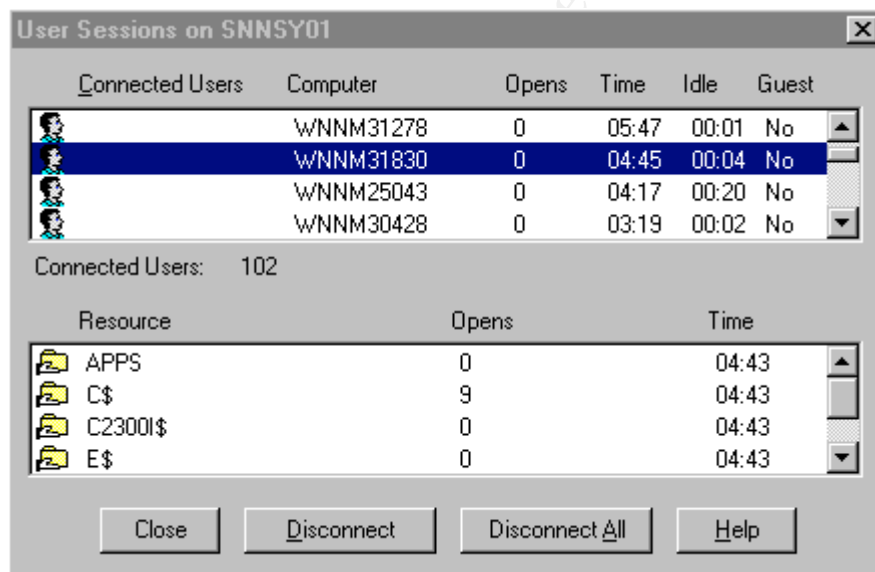 User Sessions on SNNSY01
Connected Users Computer Opens Time Idle Guest
WNNM31278 0 05:47 00:01 No
WNNM31830 0 04:45 00:04 No
WNNM25043 0 04:17 00:20 No
WNNM30428 0 03:19 00:02 No
Connected Users: 102
Resource Opens Time
APPS 0 04:43
C$ 9 04:43
C2300I$ 0 04:43
E$ 0 04:43
Close Disconnect Disconnect All Help